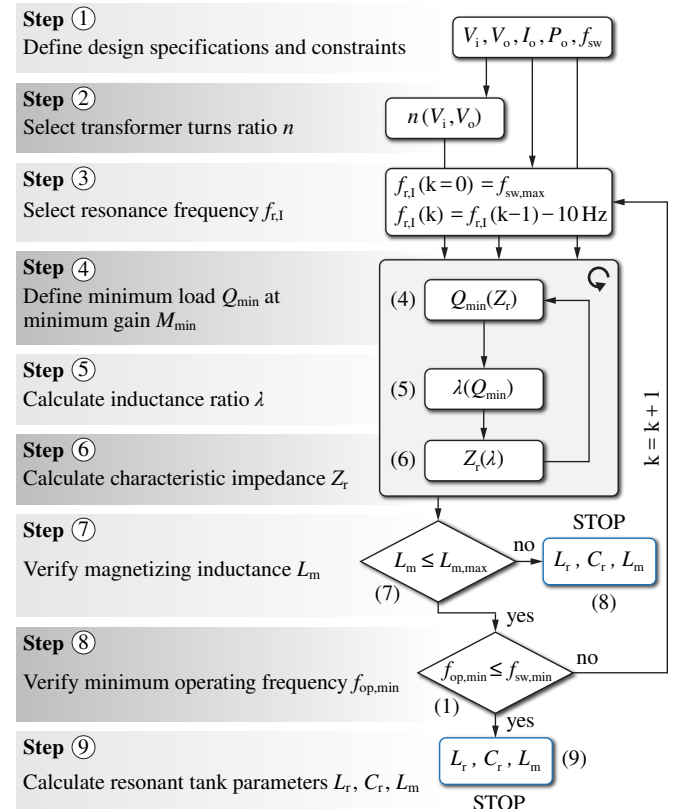 Step ①
Define design specifications and constraints
V_i, V_o, I_o, P_o, f_sw
Step ②
Select transformer turns ratio n
n(V_i, V_o)
Step ③
Select resonance frequency f_r,I
f_r,I(k=0) = f_sw,max
f_r,I(k) = f_r,I(k−1) − 10 Hz
Step ④
Define minimum load Q_min at
minimum gain M_min
(4) Q_min(Z_r)
Step ⑤
Calculate inductance ratio λ
(5) λ(Q_min)
Step ⑥
Calculate characteristic impedance Z_r
(6) Z_r(λ)
k = k + 1
Step ⑦
Verify magnetizing inductance L_m
L_m ≤ L_m,max
(7)
no
STOP
L_r, C_r, L_m
(8)
yes
Step ⑧
Verify minimum operating frequency f_op,min
f_op,min ≤ f_sw,min
(1)
no
yes
Step ⑨
Calculate resonant tank parameters L_r, C_r, L_m
L_r, C_r, L_m (9)
STOP